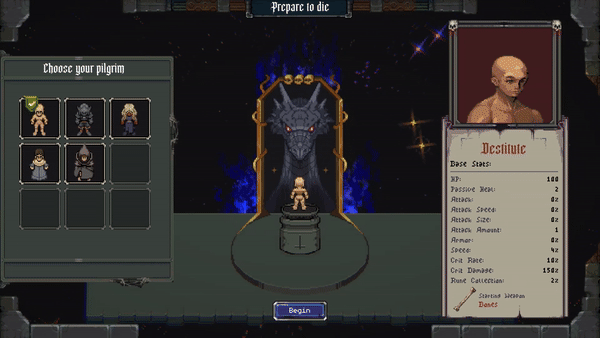 Prepare to die
Choose your pilgrim
Destitute
Base Stats:
HP: 100
Passive Heal: 2
Attack: 0%
Attack Speed: 0%
Attack Size: 0%
Attack Amount: 1
Armor: 0%
Speed: 4%
Crit Rate: 10%
Crit Damage: 150%
Rune Collection: 2%
Starting Weapon
Bones
Begin